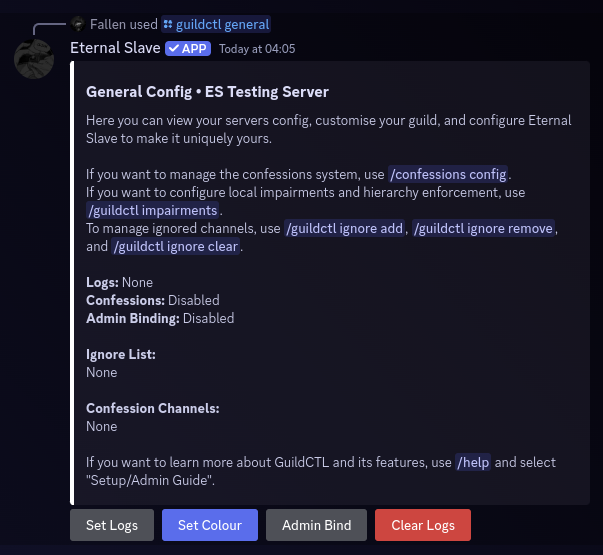 Fallen used guildctl general
Eternal Slave APP Today at 04:05
General Config • ES Testing Server
Here you can view your servers config, customise your guild, and configure Eternal
Slave to make it uniquely yours.
If you want to manage the confessions system, use /confessions config.
If you want to configure local impairments and hierarchy enforcement, use
/guildctl impairments.
To manage ignored channels, use /guildctl ignore add, /guildctl ignore remove,
and /guildctl ignore clear.
Logs: None
Confessions: Disabled
Admin Binding: Disabled
Ignore List:
None
Confession Channels:
None
If you want to learn more about GuildCTL and its features, use /help and select
"Setup/Admin Guide".
Set Logs Set Colour Admin Bind Clear Logs